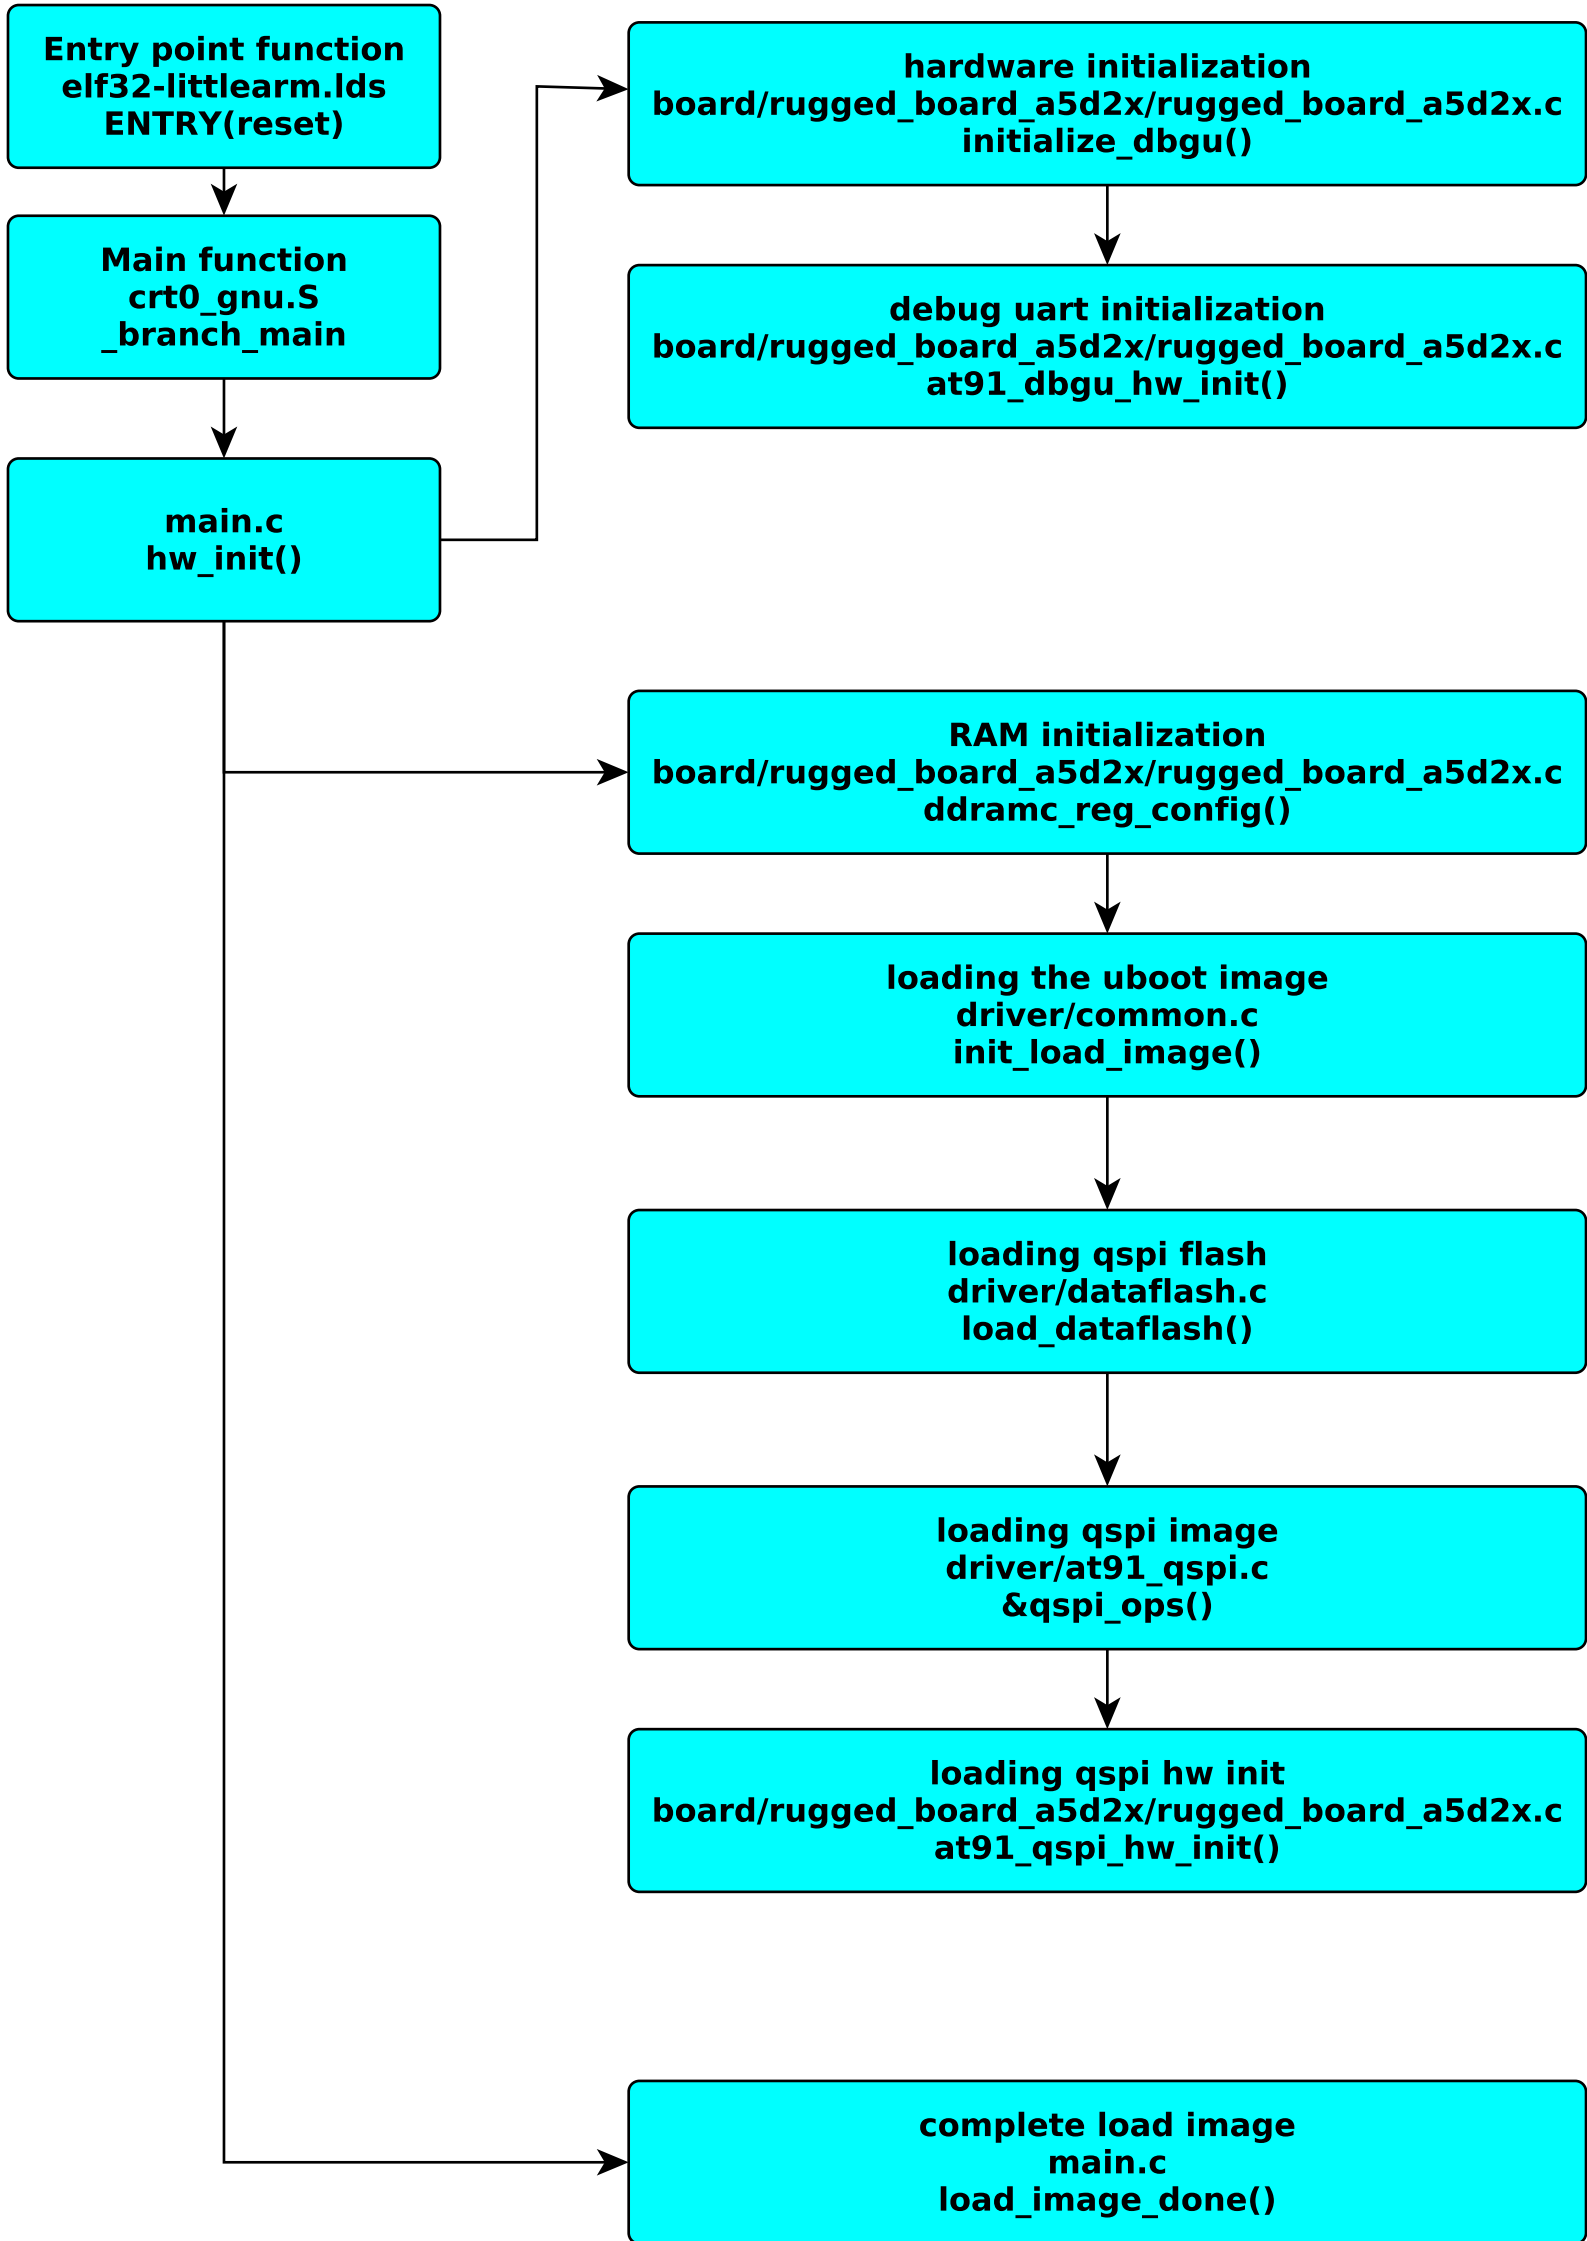 Entry point function
elf32-littlearm.lds
ENTRY(reset)
Main function
crt0_gnu.S
_branch_main
main.c
hw_init()
hardware initialization
board/rugged_board_a5d2x/rugged_board_a5d2x.c
initialize_dbgu()
debug uart initialization
board/rugged_board_a5d2x/rugged_board_a5d2x.c
at91_dbgu_hw_init()
RAM initialization
board/rugged_board_a5d2x/rugged_board_a5d2x.c
ddramc_reg_config()
loading the uboot image
driver/common.c
init_load_image()
loading qspi flash
driver/dataflash.c
load_dataflash()
loading qspi image
driver/at91_qspi.c
&qspi_ops()
loading qspi hw init
board/rugged_board_a5d2x/rugged_board_a5d2x.c
at91_qspi_hw_init()
complete load image
main.c
load_image_done()